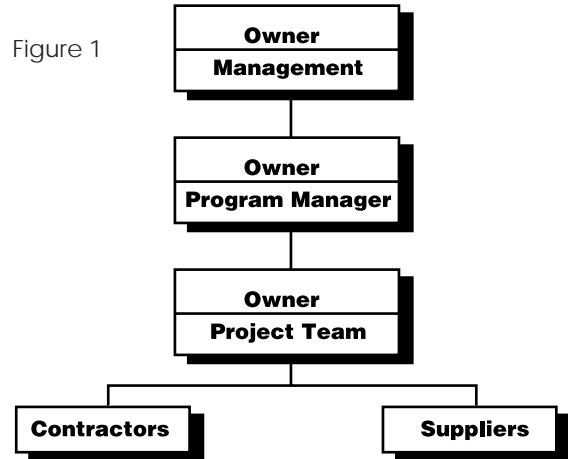 Figure 1
Owner
Management
Owner
Program Manager
Owner
Project Team
Contractors
Suppliers